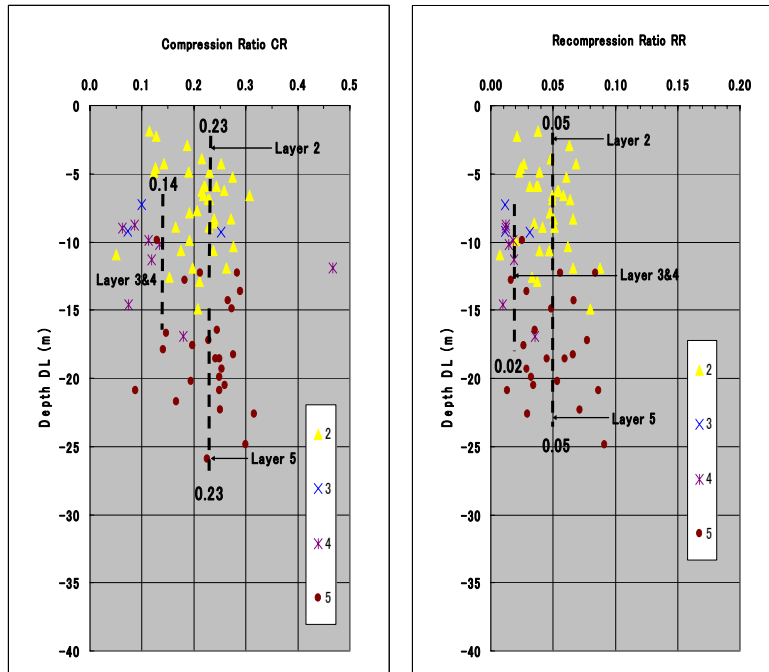 Compression Ratio CR
0.0 0.1 0.2 0.3 0.4 0.5
0
-5
-10
-15
-20
-25
-30
-35
-40
Depth DL (m)
0.23
Layer 2
0.14
Layer 3&4
Layer 5
0.23
2
3
4
5
Recompression Ratio RR
0.00 0.05 0.10 0.15 0.20
0
-5
-10
-15
-20
-25
-30
-35
-40
Depth DL (m)
0.05
Layer 2
Layer 3&4
0.02
Layer 5
0.05
2
3
4
5